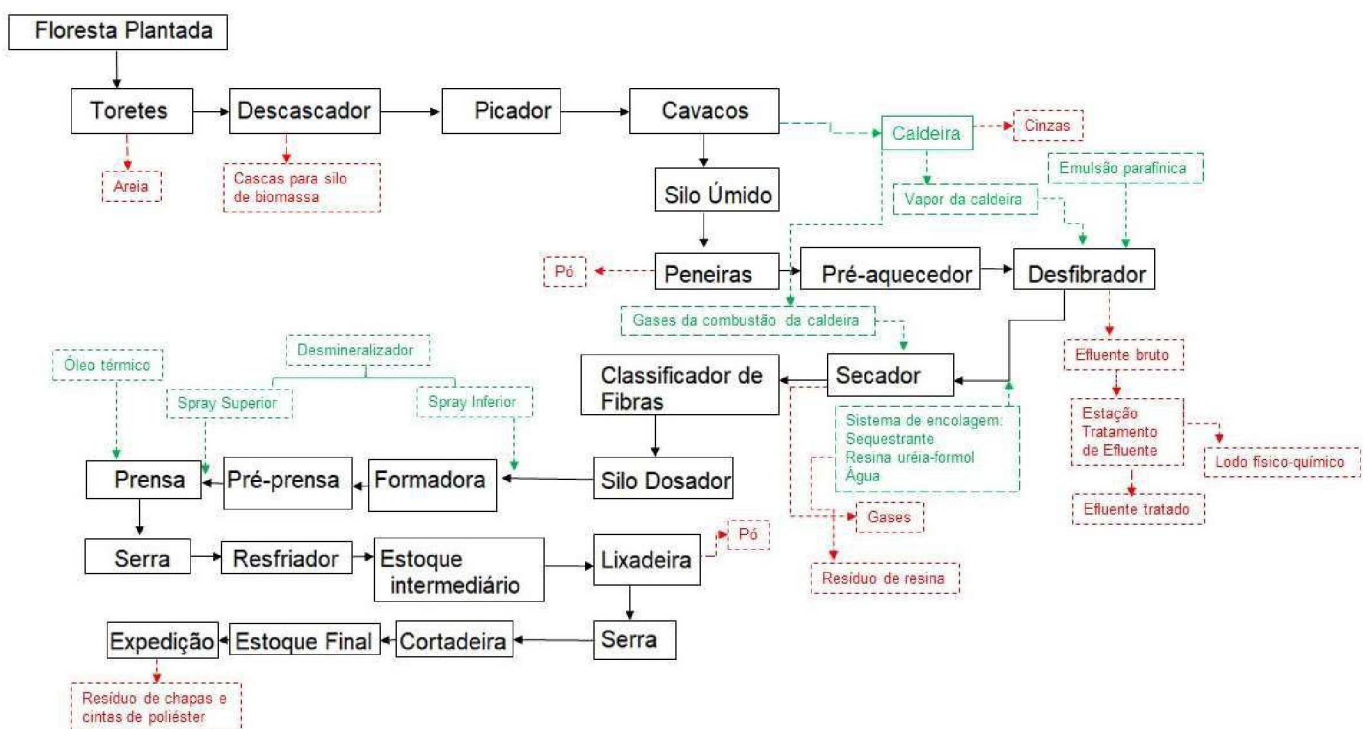 Floresta Plantada
Toretes
Descascador
Picador
Cavacos
Caldeira
Cinzas
Areia
Cascas para silo
de biomassa
Silo Úmido
Vapor da caldeira
Emulsão parafínica
Pó
Peneiras
Pré-aquecedor
Desfibrador
Gases da combustão da caldeira
Óleo térmico
Desmineralizador
Spray Superior
Spray Inferior
Classificador de
Fibras
Secador
Efluente bruto
Sistema de encolagem:
Sequestrante
Resina uréia-formol
Água
Estação
Tratamento
de Efluente
Lodo físico-químico
Prensa
Pré-prensa
Formadora
Silo Dosador
Efluente tratado
Gases
Serra
Resfriador
Estoque
intermediário
Lixadeira
Pó
Resíduo de resina
Expedição
Estoque Final
Cortadeira
Serra
Resíduo de chapas e
cintas de poliéster